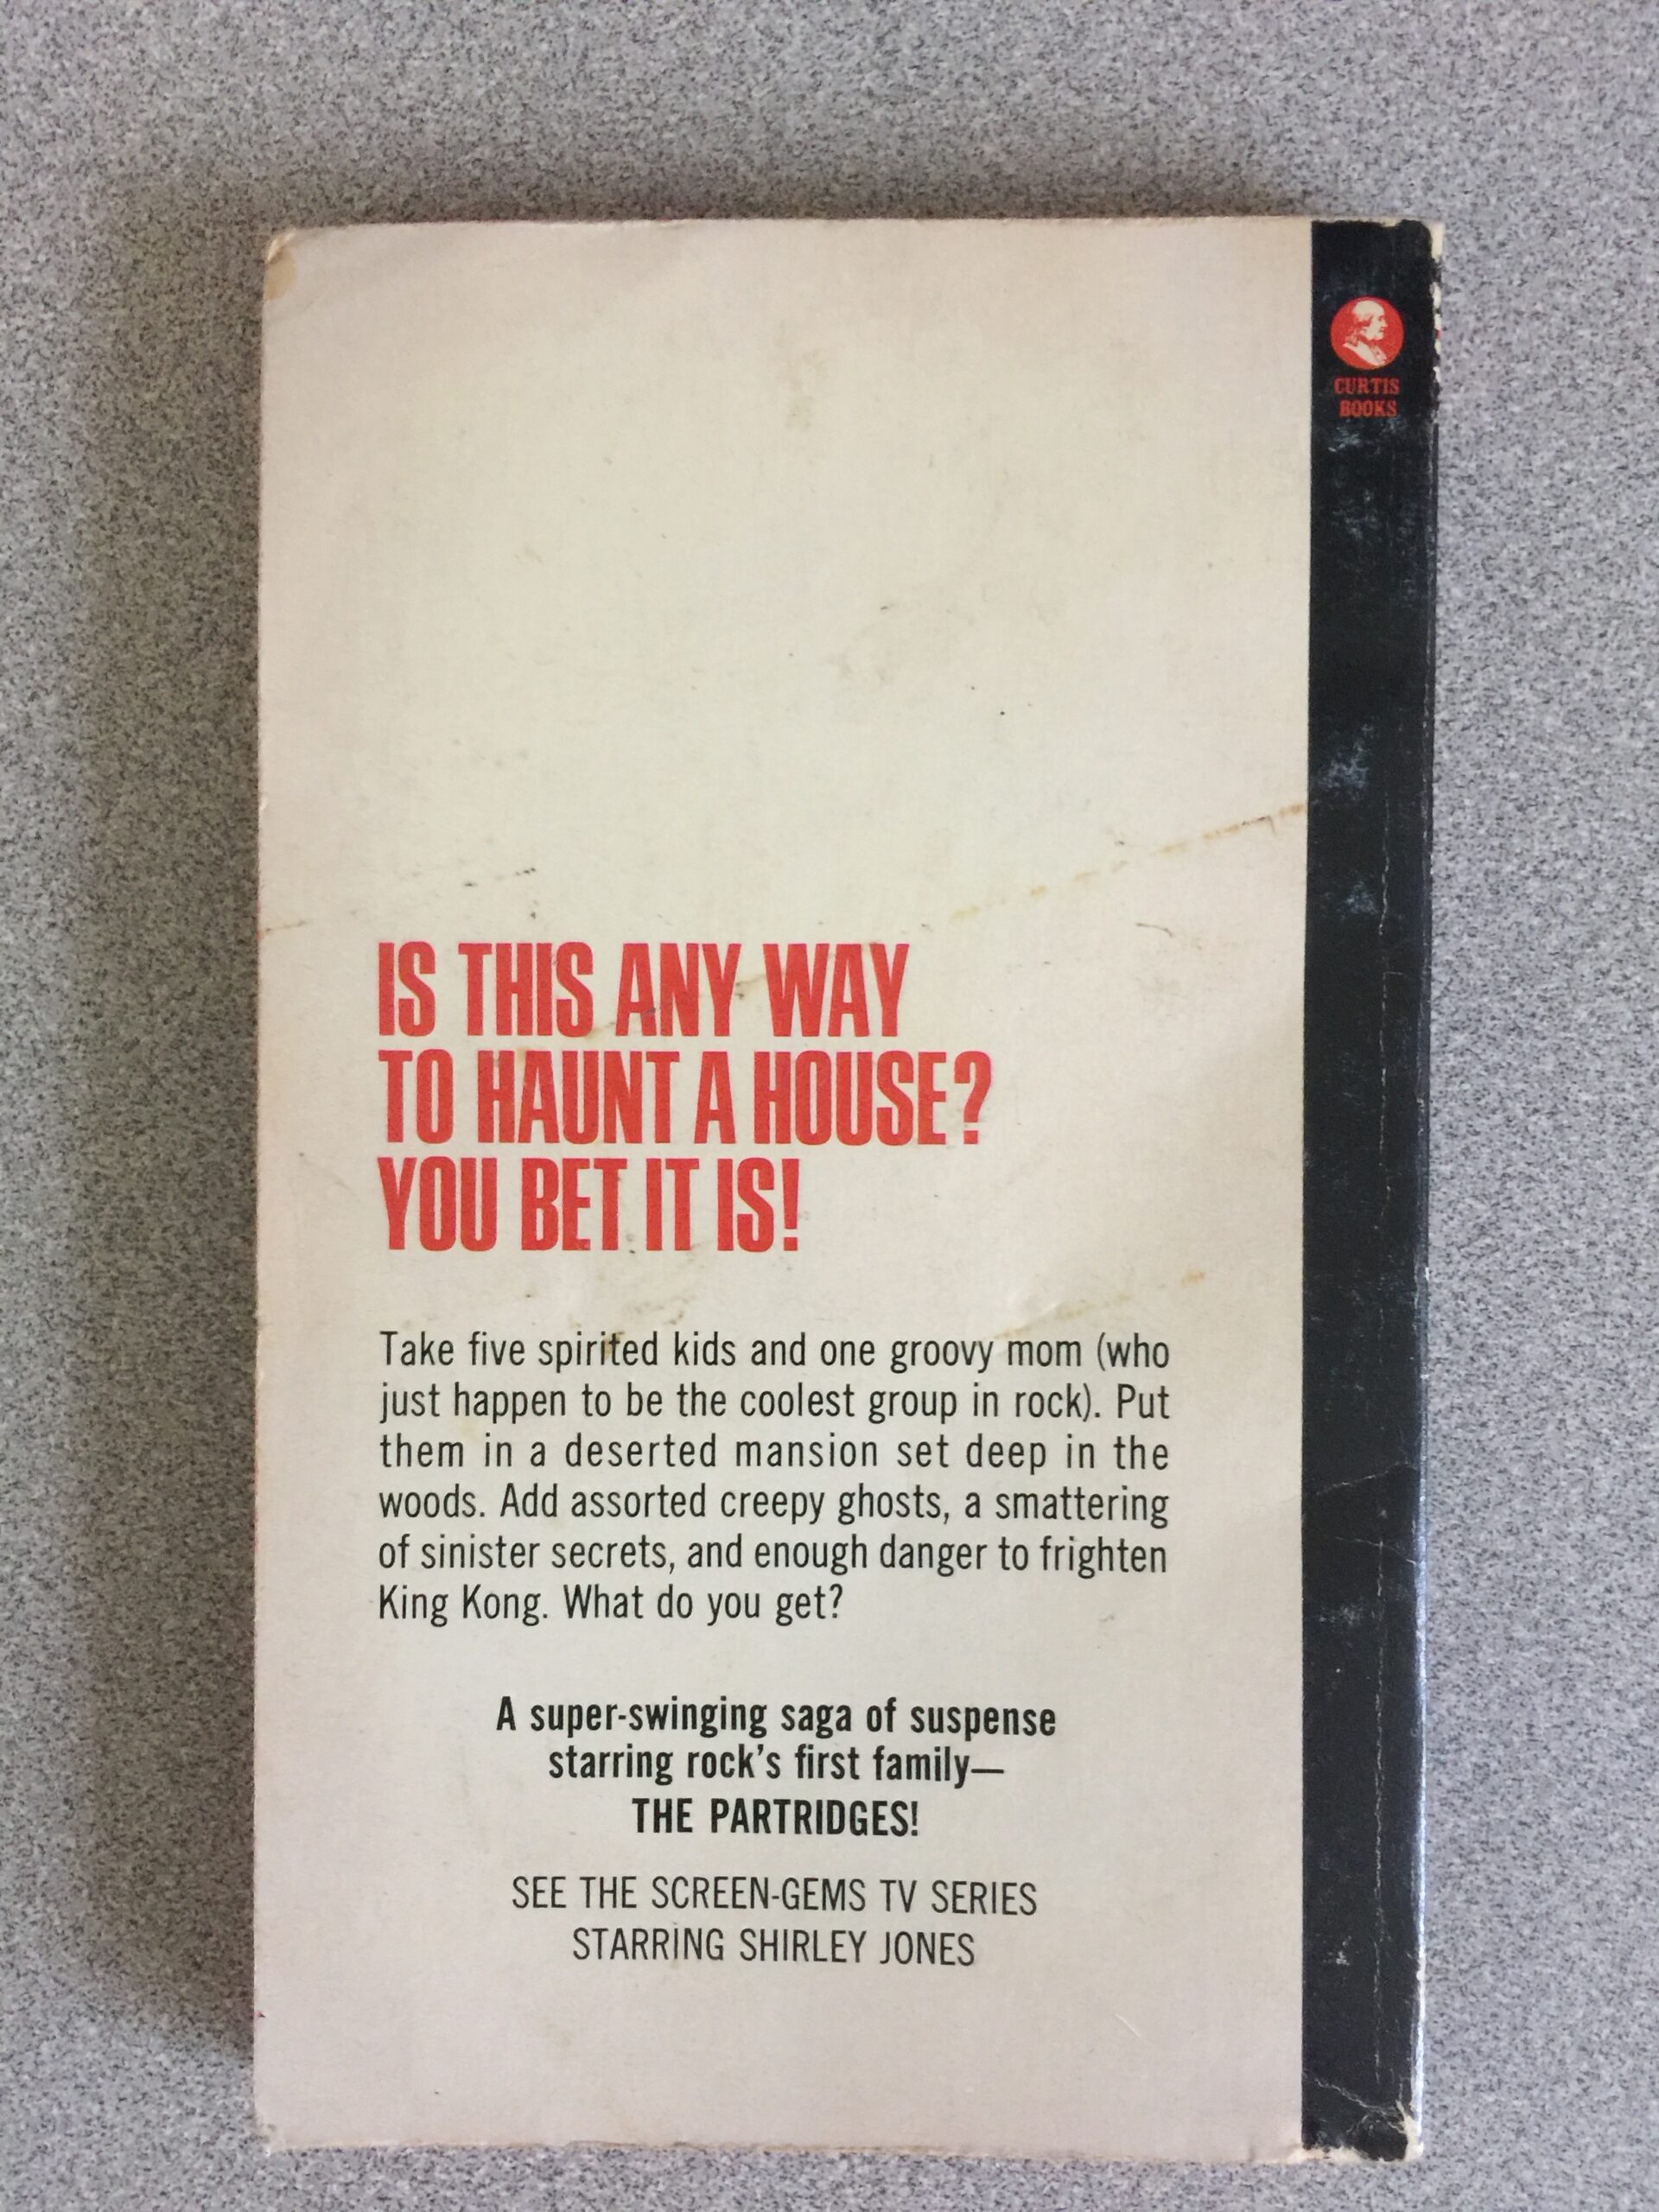 CURTIS
BOOKS
IS THIS ANY WAY
TO HAUNT A HOUSE?
YOU BET IT IS!
Take five spirited kids and one groovy mom (who
just happen to be the coolest group in rock). Put
them in a deserted mansion set deep in the
woods. Add assorted creepy ghosts, a smattering
of sinister secrets, and enough danger to frighten
King Kong. What do you get?
A super-swinging saga of suspense
starring rock's first family—
THE PARTRIDGES!
SEE THE SCREEN-GEMS TV SERIES
STARRING SHIRLEY JONES